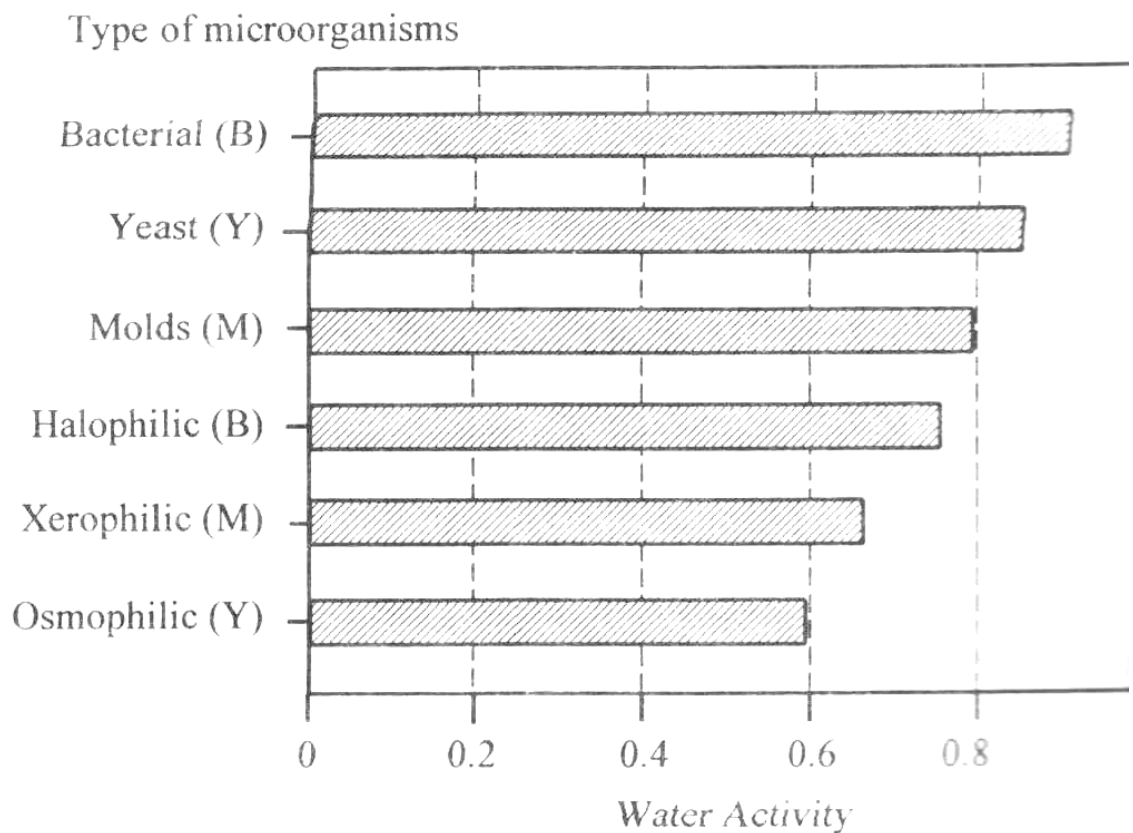 Type of microorganisms
Bacterial (B)
Yeast (Y)
Molds (M)
Halophilic (B)
Xerophilic (M)
Osmophilic (Y)
0 0.2 0.4 0.6 0.8
Water Activity